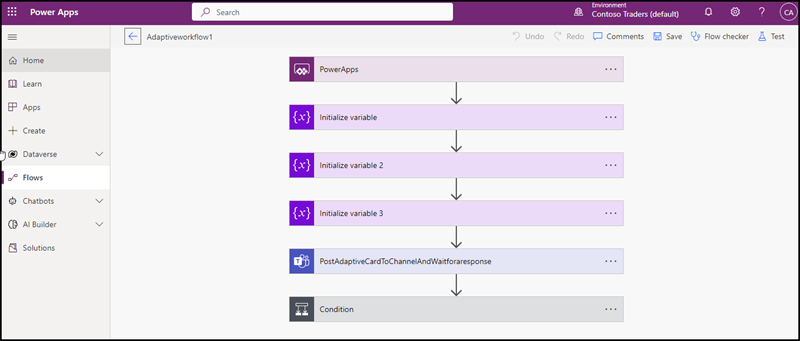 Power Apps
Search
Environment
Contoso Traders (default)
CA
Adaptiveworkflow1
Undo
Redo
Comments
Save
Flow checker
Test
Home
Learn
Apps
Create
Dataverse
Flows
Chatbots
AI Builder
Solutions
PowerApps
{x} Initialize variable
{x} Initialize variable 2
{x} Initialize variable 3
PostAdaptiveCardToChannelAndWaitforaresponse
Condition